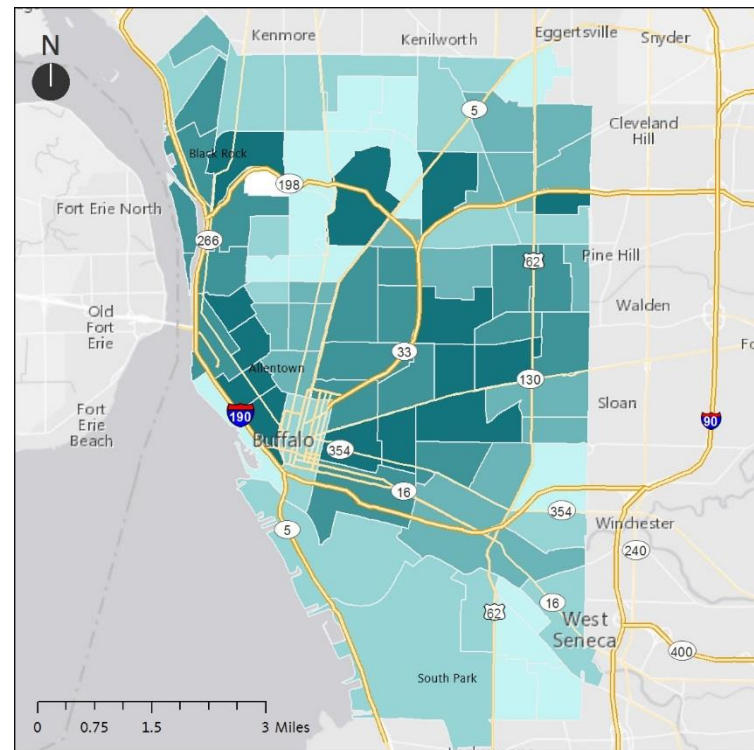 Kenmore
Kenilworth
Eggertsville
Snyder
N
5
Cleveland
Hill
Black Rock
198
Fort Erie North
266
62
Pine Hill
Old
Fort
Erie
Walden
Allentown
33
130
Fort
Erie
Beach
190
Sloan
90
Buffalo
354
16
354
Winchester
5
240
16
62
West
Seneca
400
South Park
0 0.75 1.5 3 Miles